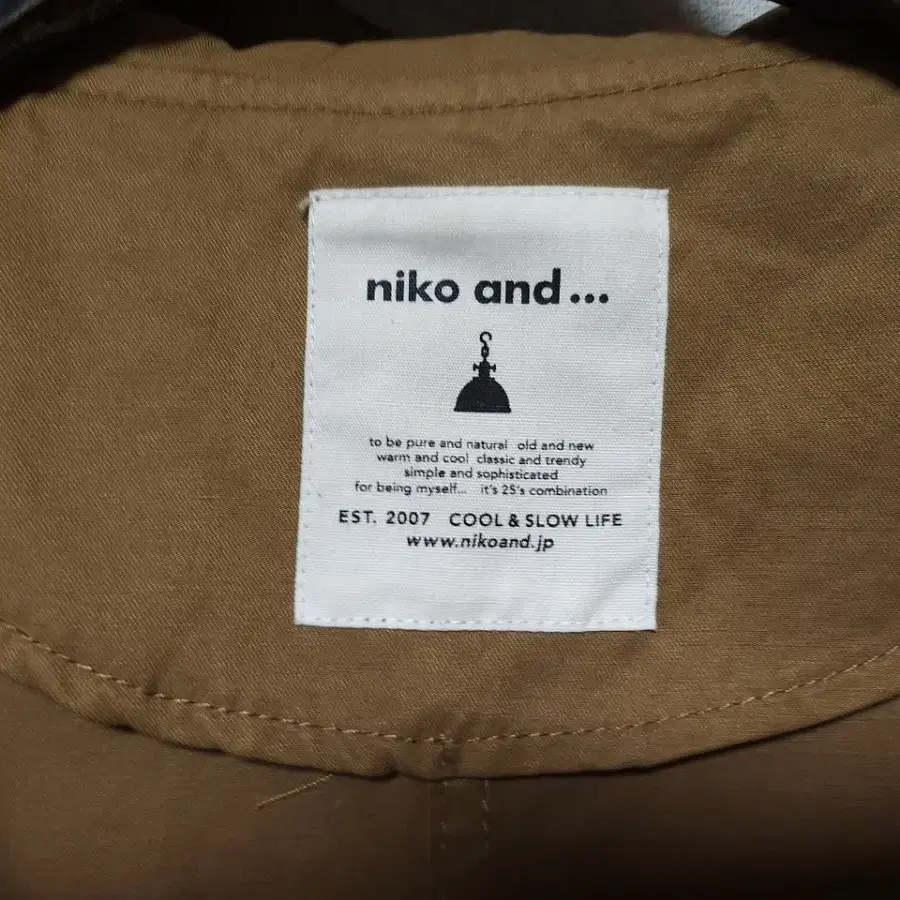 niko and...
to be pure and natural old and new
warm and cool classic and trendy
simple and sophisticated
for being myself... it's 25's combination
EST. 2007 COOL & SLOW LIFE
www.nikoand.jp